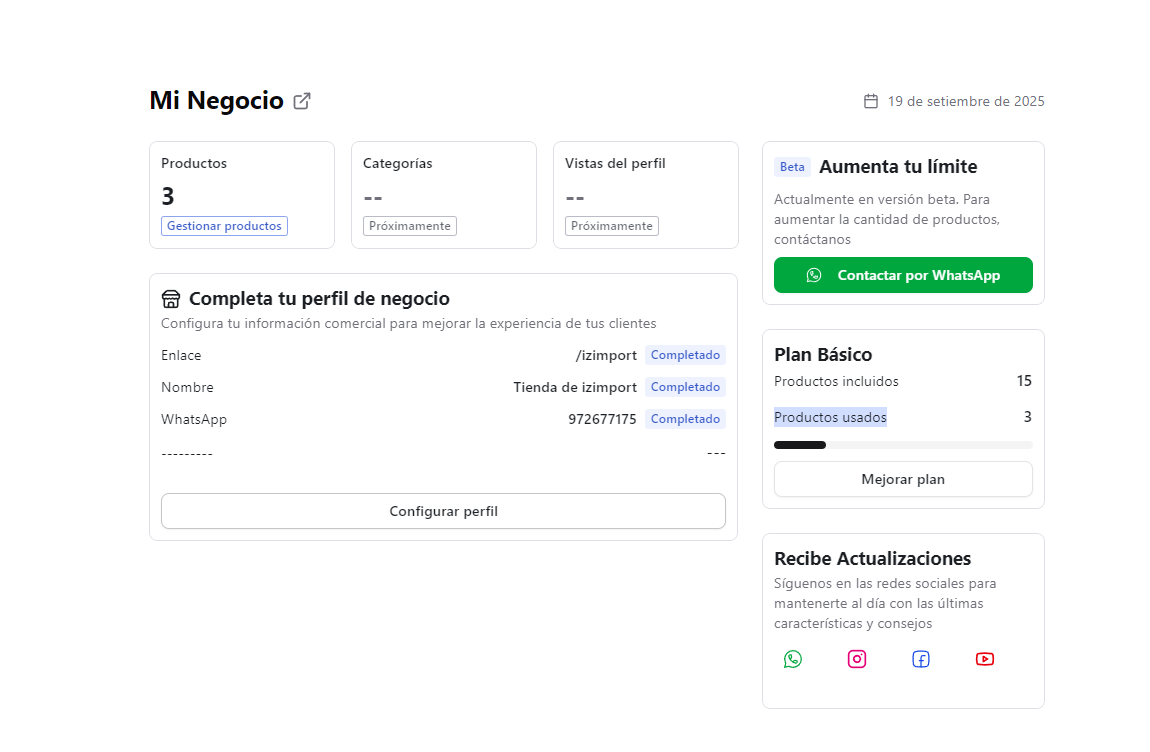 Mi Negocio
19 de setiembre de 2025
Productos
3
Gestionar productos
Categorías
--
Próximamente
Vistas del perfil
--
Próximamente
Beta Aumenta tu límite
Actualmente en versión beta. Para
aumentar la cantidad de productos,
contáctanos
Contactar por WhatsApp
Completa tu perfil de negocio
Configura tu información comercial para mejorar la experiencia de tus clientes
Enlace /izimport Completado
Nombre Tienda de izimport Completado
WhatsApp 972677175 Completado
--------- ---
Configurar perfil
Plan Básico
Productos incluidos 15
Productos usados 3
Mejorar plan
Recibe Actualizaciones
Síguenos en las redes sociales para
mantenerte al día con las últimas
características y consejos